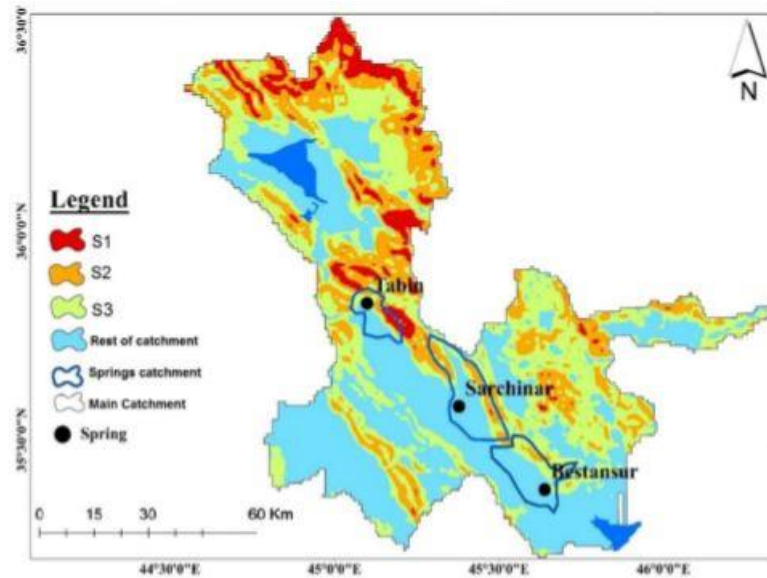 36°30'
N
Legend
S1
36°0'0"N
S2
Tabin
S3
Rest of catchment
Springs catchment
Sarchinar
Main Catchment
Spring
35°30'0"N
Bestansur
0 15 30 60 Km
44°30'0"E 45°0'0"E 45°30'0"E 46°0'0"E